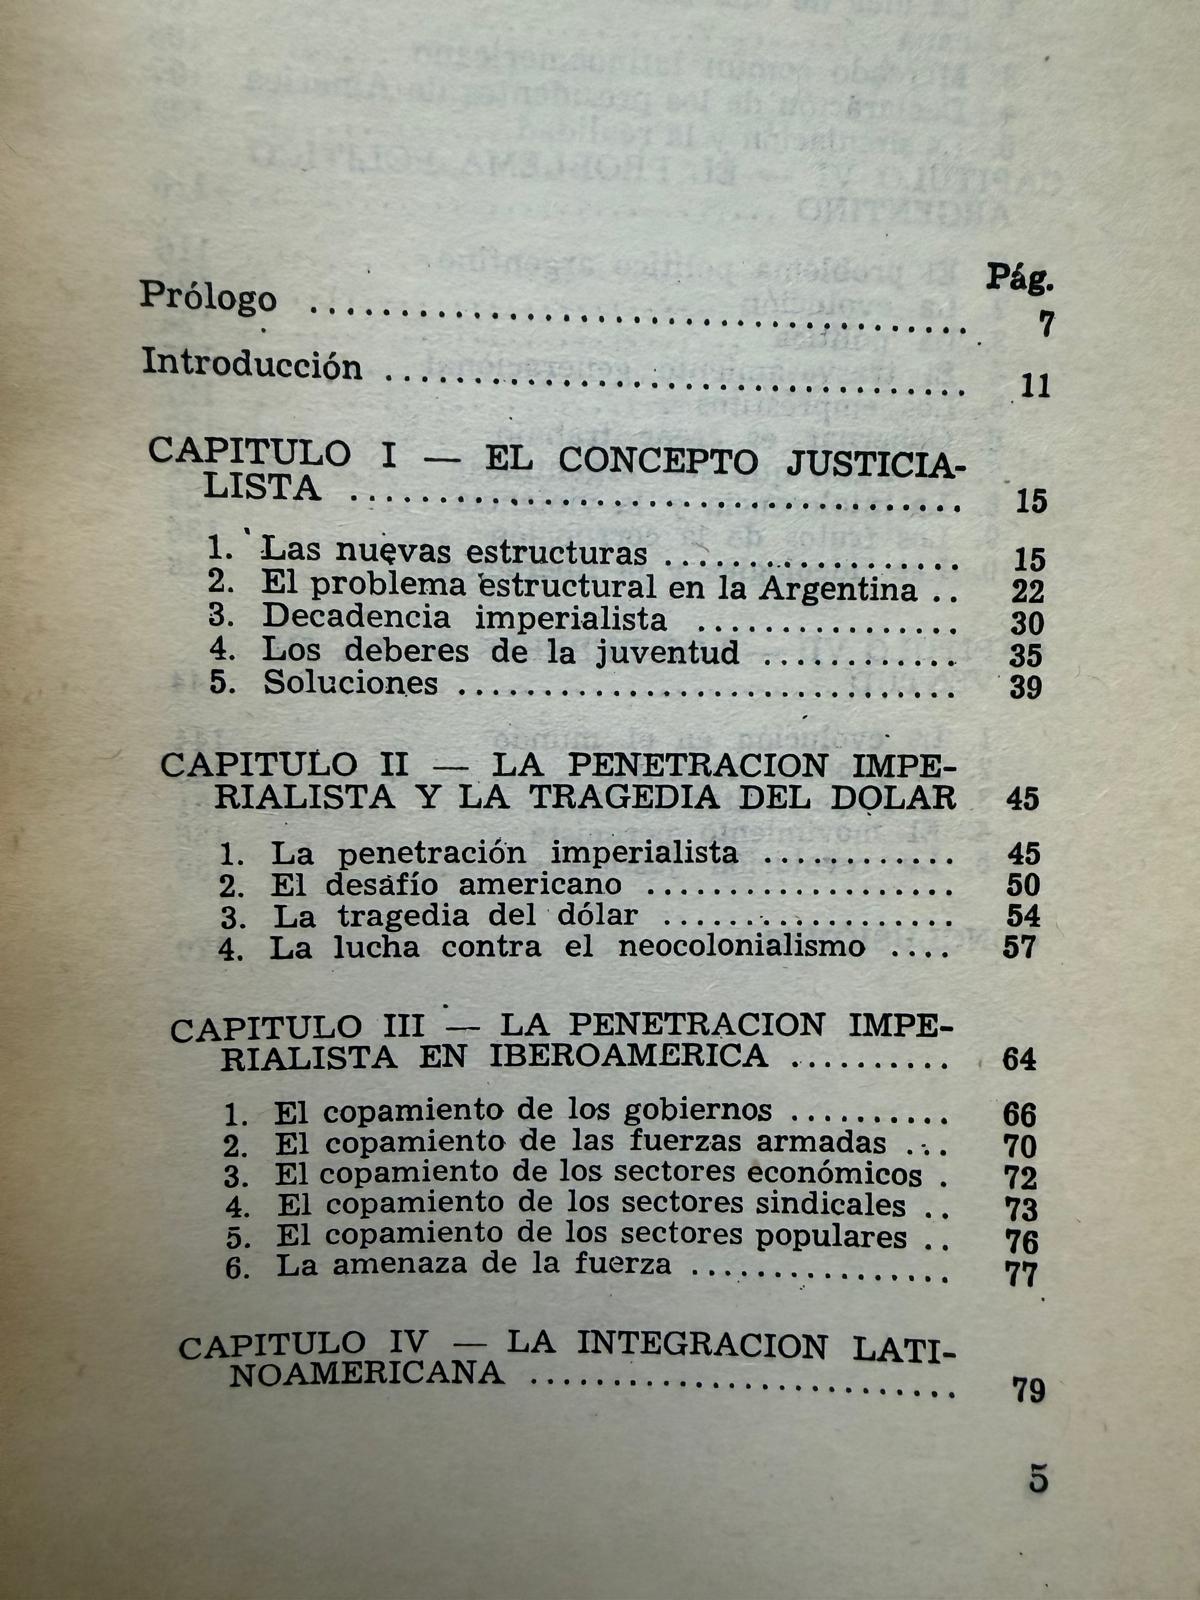 Pág.
Prólogo ........................................ 7
Introducción .................................. 11
CAPITULO I — EL CONCEPTO JUSTICIA-
LISTA ..................................... 15
1. Las nuevas estructuras .................. 15
2. El problema estructural en la Argentina .. 22
3. Decadencia imperialista ................ 30
4. Los deberes de la juventud ............. 35
5. Soluciones ............................... 39
CAPITULO II — LA PENETRACION IMPE-
RIALISTA Y LA TRAGEDIA DEL DOLAR 45
1. La penetración imperialista ............ 45
2. El desafío americano ................... 50
3. La tragedia del dólar .................. 54
4. La lucha contra el neocolonialismo .... 57
CAPITULO III — LA PENETRACION IMPE-
RIALISTA EN IBEROAMERICA .......... 64
1. El copamiento de los gobiernos .......... 66
2. El copamiento de las fuerzas armadas ... 70
3. El copamiento de los sectores económicos . 72
4. El copamiento de los sectores sindicales .. 73
5. El copamiento de los sectores populares .. 76
6. La amenaza de la fuerza ................ 77
CAPITULO IV — LA INTEGRACION LATI-
NOAMERICANA .......................... 79
5